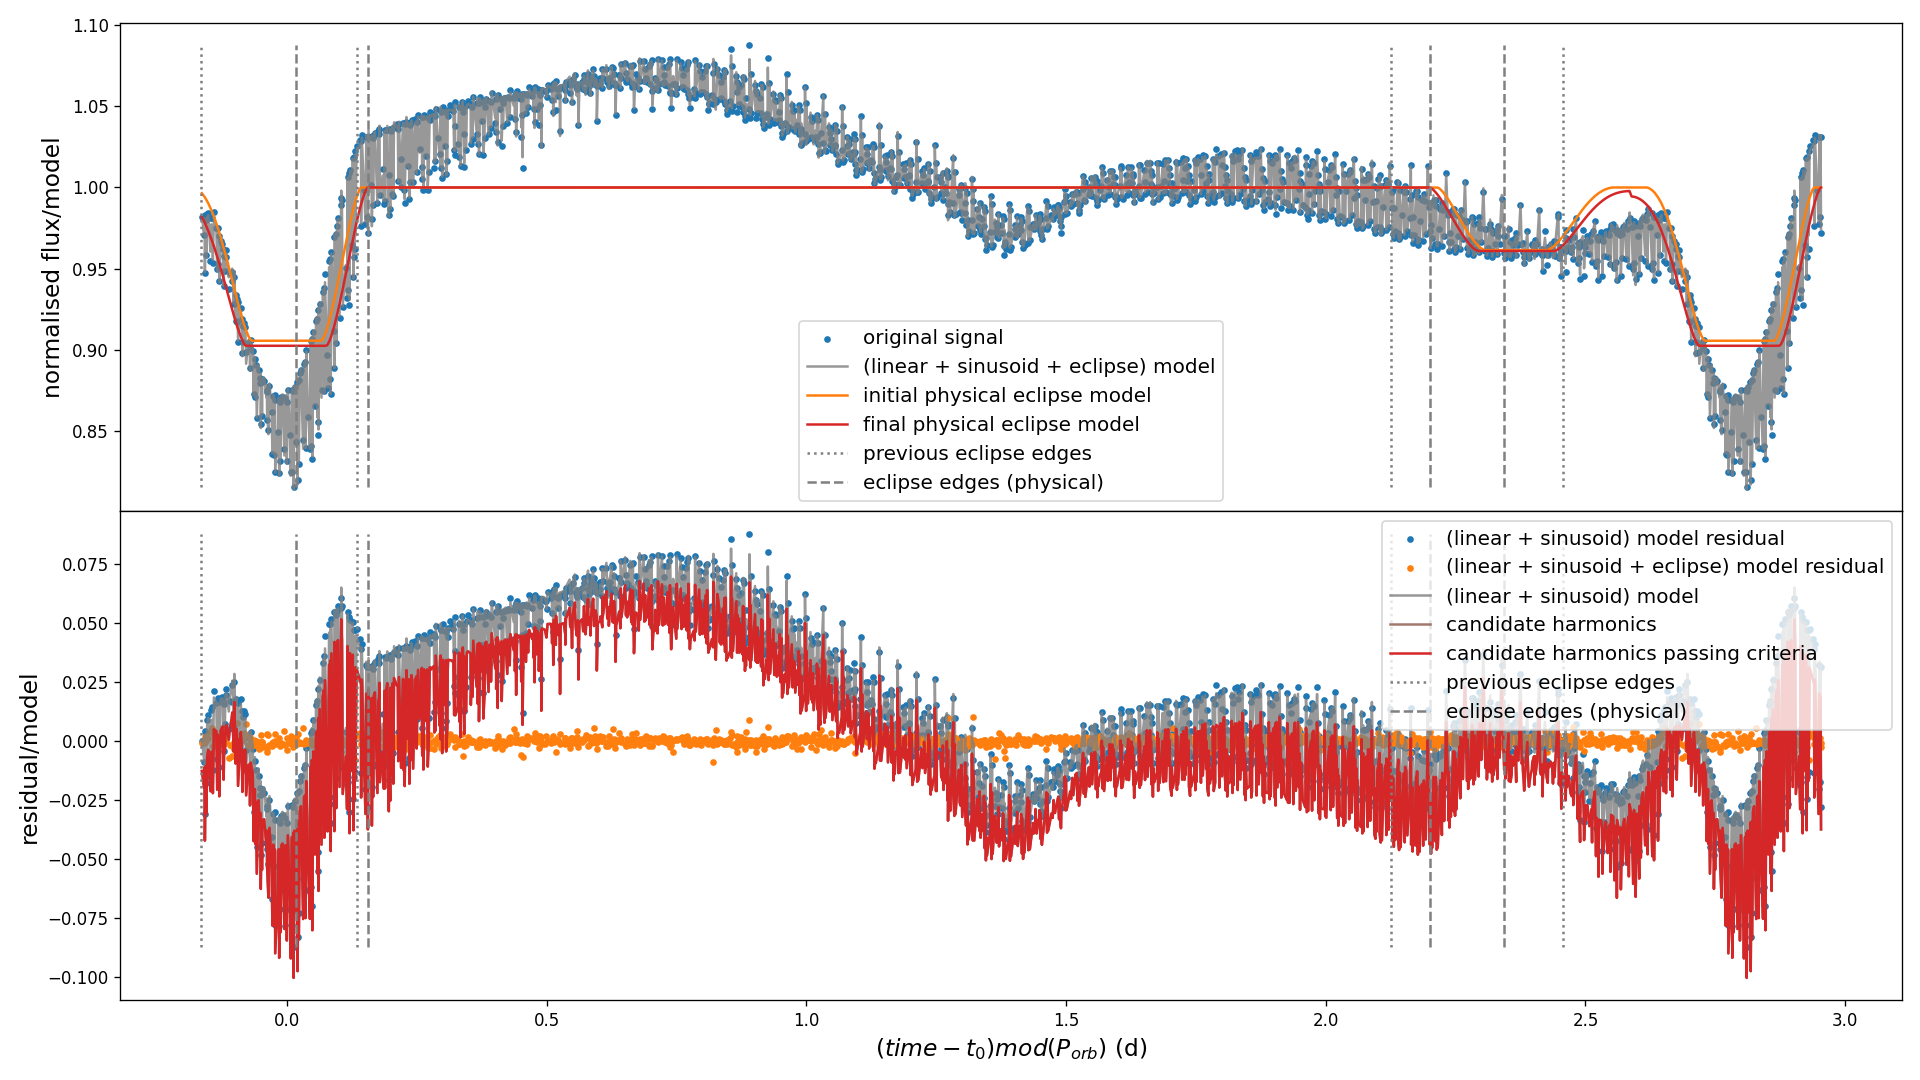 1.10
1.05
1.00
0.95
0.90
0.85
normalised flux/model
original signal
(linear + sinusoid + eclipse) model
initial physical eclipse model
final physical eclipse model
previous eclipse edges
eclipse edges (physical)
0.075
0.050
0.025
0.000
−0.025
−0.050
−0.075
−0.100
residual/model
(linear + sinusoid) model residual
(linear + sinusoid + eclipse) model residual
(linear + sinusoid) model
candidate harmonics
candidate harmonics passing criteria
previous eclipse edges
eclipse edges (physical)
0.0 0.5 1.0 1.5 2.0 2.5 3.0
(time − t₀)mod(P_orb) (d)